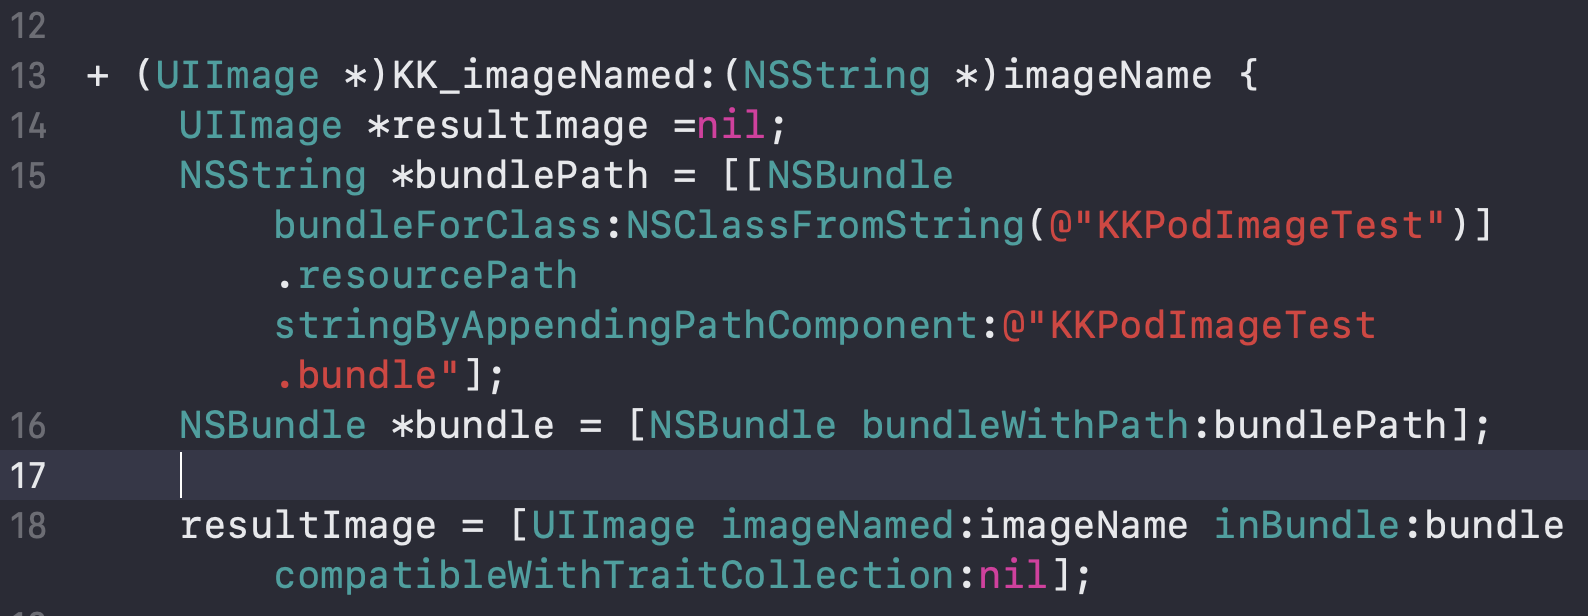 12
13 + (UIImage *)KK_imageNamed:(NSString *)imageName {
14 UIImage *resultImage =nil;
15 NSString *bundlePath = [[NSBundle
bundleForClass:NSClassFromString(@"KKPodImageTest")]
.resourcePath
stringByAppendingPathComponent:@"KKPodImageTest
.bundle"];
16 NSBundle *bundle = [NSBundle bundleWithPath:bundlePath];
17
18 resultImage = [UIImage imageNamed:imageName inBundle:bundle
compatibleWithTraitCollection:nil];